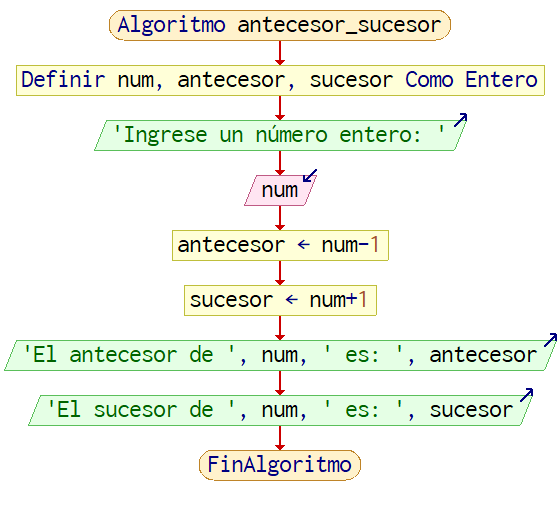 Algoritmo antecesor_sucesor
Definir num, antecesor, sucesor Como Entero
'Ingrese un número entero: '
num
antecesor ← num-1
sucesor ← num+1
'El antecesor de ', num, ' es: ', antecesor
'El sucesor de ', num, ' es: ', sucesor
FinAlgoritmo